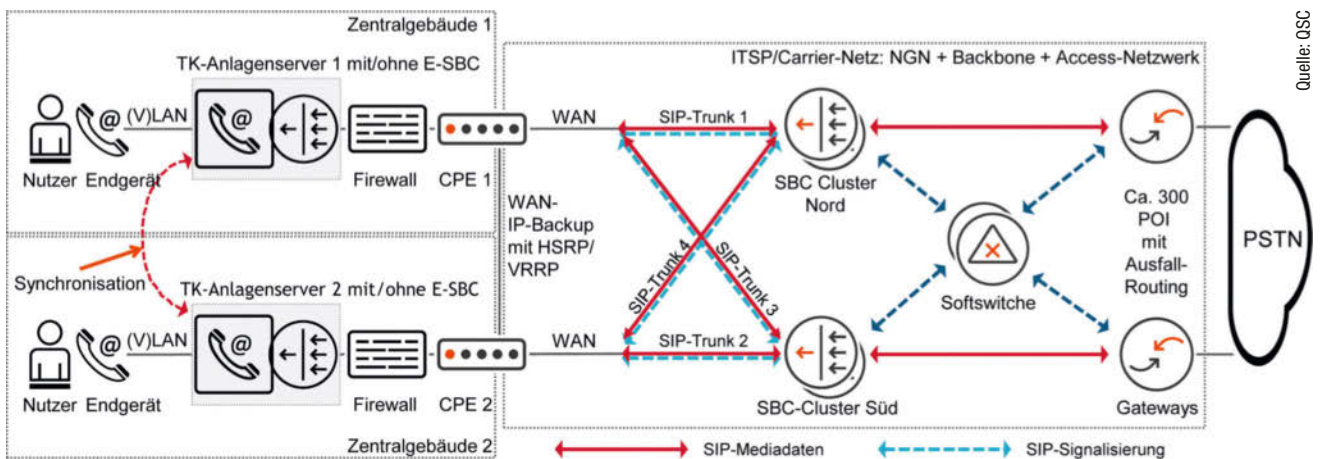 Zentralgebäude 1
TK-Anlagenserver 1 mit/ohne E-SBC
@
(V)LAN
@
Nutzer Endgerät
Firewall
CPE 1
Synchronisation
TK-Anlagenserver 2 mit/ohne E-SBC
@
(V)LAN
@
Nutzer Endgerät
Firewall
CPE 2
Zentralgebäude 2
ITSP/Carrier-Netz: NGN + Backbone + Access-Netzwerk
WAN
SIP-Trunk 1
SBC Cluster
Nord
WAN-
IP-Backup
mit HSRP/
VRRP
SIP-Trunk 4
SIP-Trunk 3
Softswitche
Ca. 300
POI
mit
Ausfall-
Routing
PSTN
WAN
SIP-Trunk 2
SBC-Cluster Süd
Gateways
SIP-Mediadaten
SIP-Signalisierung
Quelle: QSC